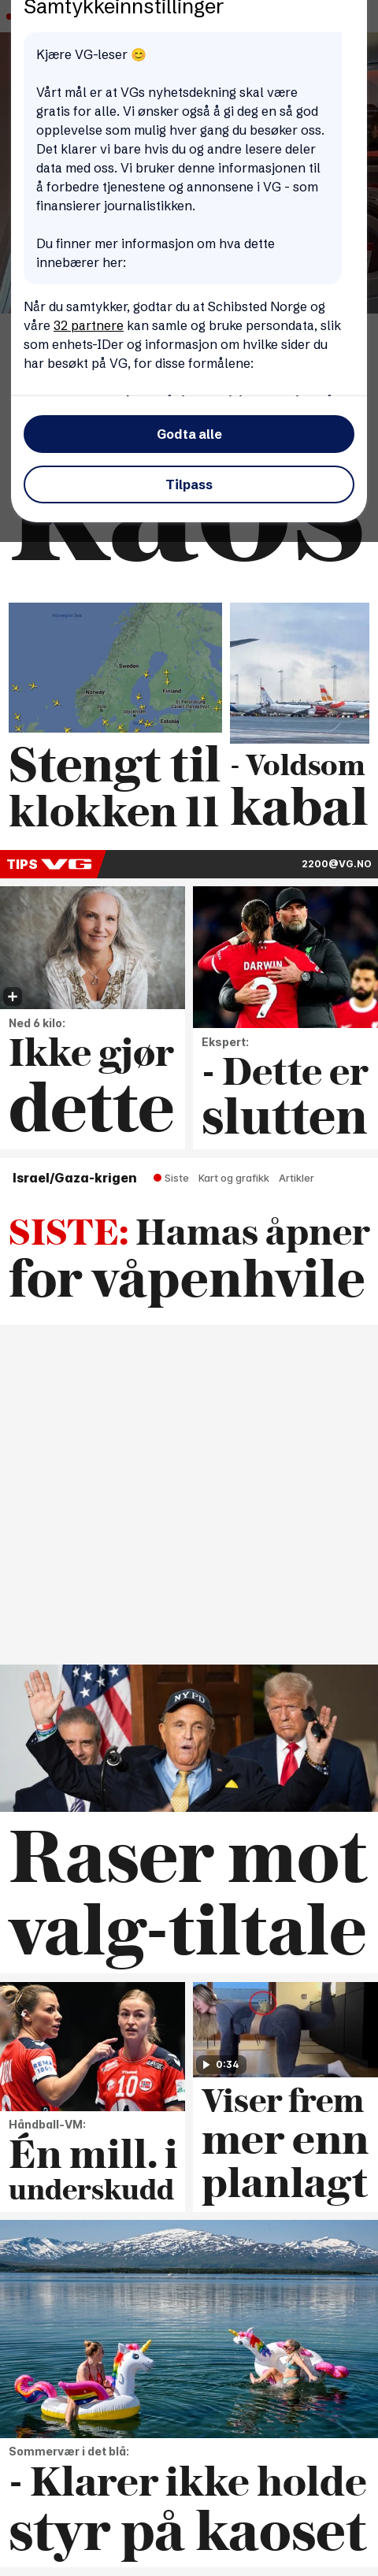 Samtykkeinnstillinger
Kjære VG-leser 😊
Vårt mål er at VGs nyhetsdekning skal være
gratis for alle. Vi ønsker også å gi deg en så god
opplevelse som mulig hver gang du besøker oss.
Det klarer vi bare hvis du og andre lesere deler
data med oss. Vi bruker denne informasjonen til
å forbedre tjenestene og annonsene i VG - som
finansierer journalistikken.
Du finner mer informasjon om hva dette
innebærer her:
Når du samtykker, godtar du at Schibsted Norge og
våre 32 partnere kan samle og bruke persondata, slik
som enhets-IDer og informasjon om hvilke sider du
har besøkt på VG, for disse formålene:
Godta alle
Tilpass
kaos
Norwegian Sea
Sweden
Norway
Finland
Estonia
Stengt til
klokken 11
- Voldsom
kabal
TIPS VG
2200@VG.NO
DARWIN
9
Ned 6 kilo:
Ikke gjør
dette
Ekspert:
- Dette er
slutten
Israel/Gaza-krigen
Siste Kart og grafikk Artikler
SISTE: Hamas åpner
for våpenhvile
NYPD
Raser mot
valg-tiltale
REMA
10
0:34
Håndball-VM:
Én mill. i
underskudd
Viser frem
mer enn
planlagt
Sommervær i det blå:
- Klarer ikke holde
styr på kaoset